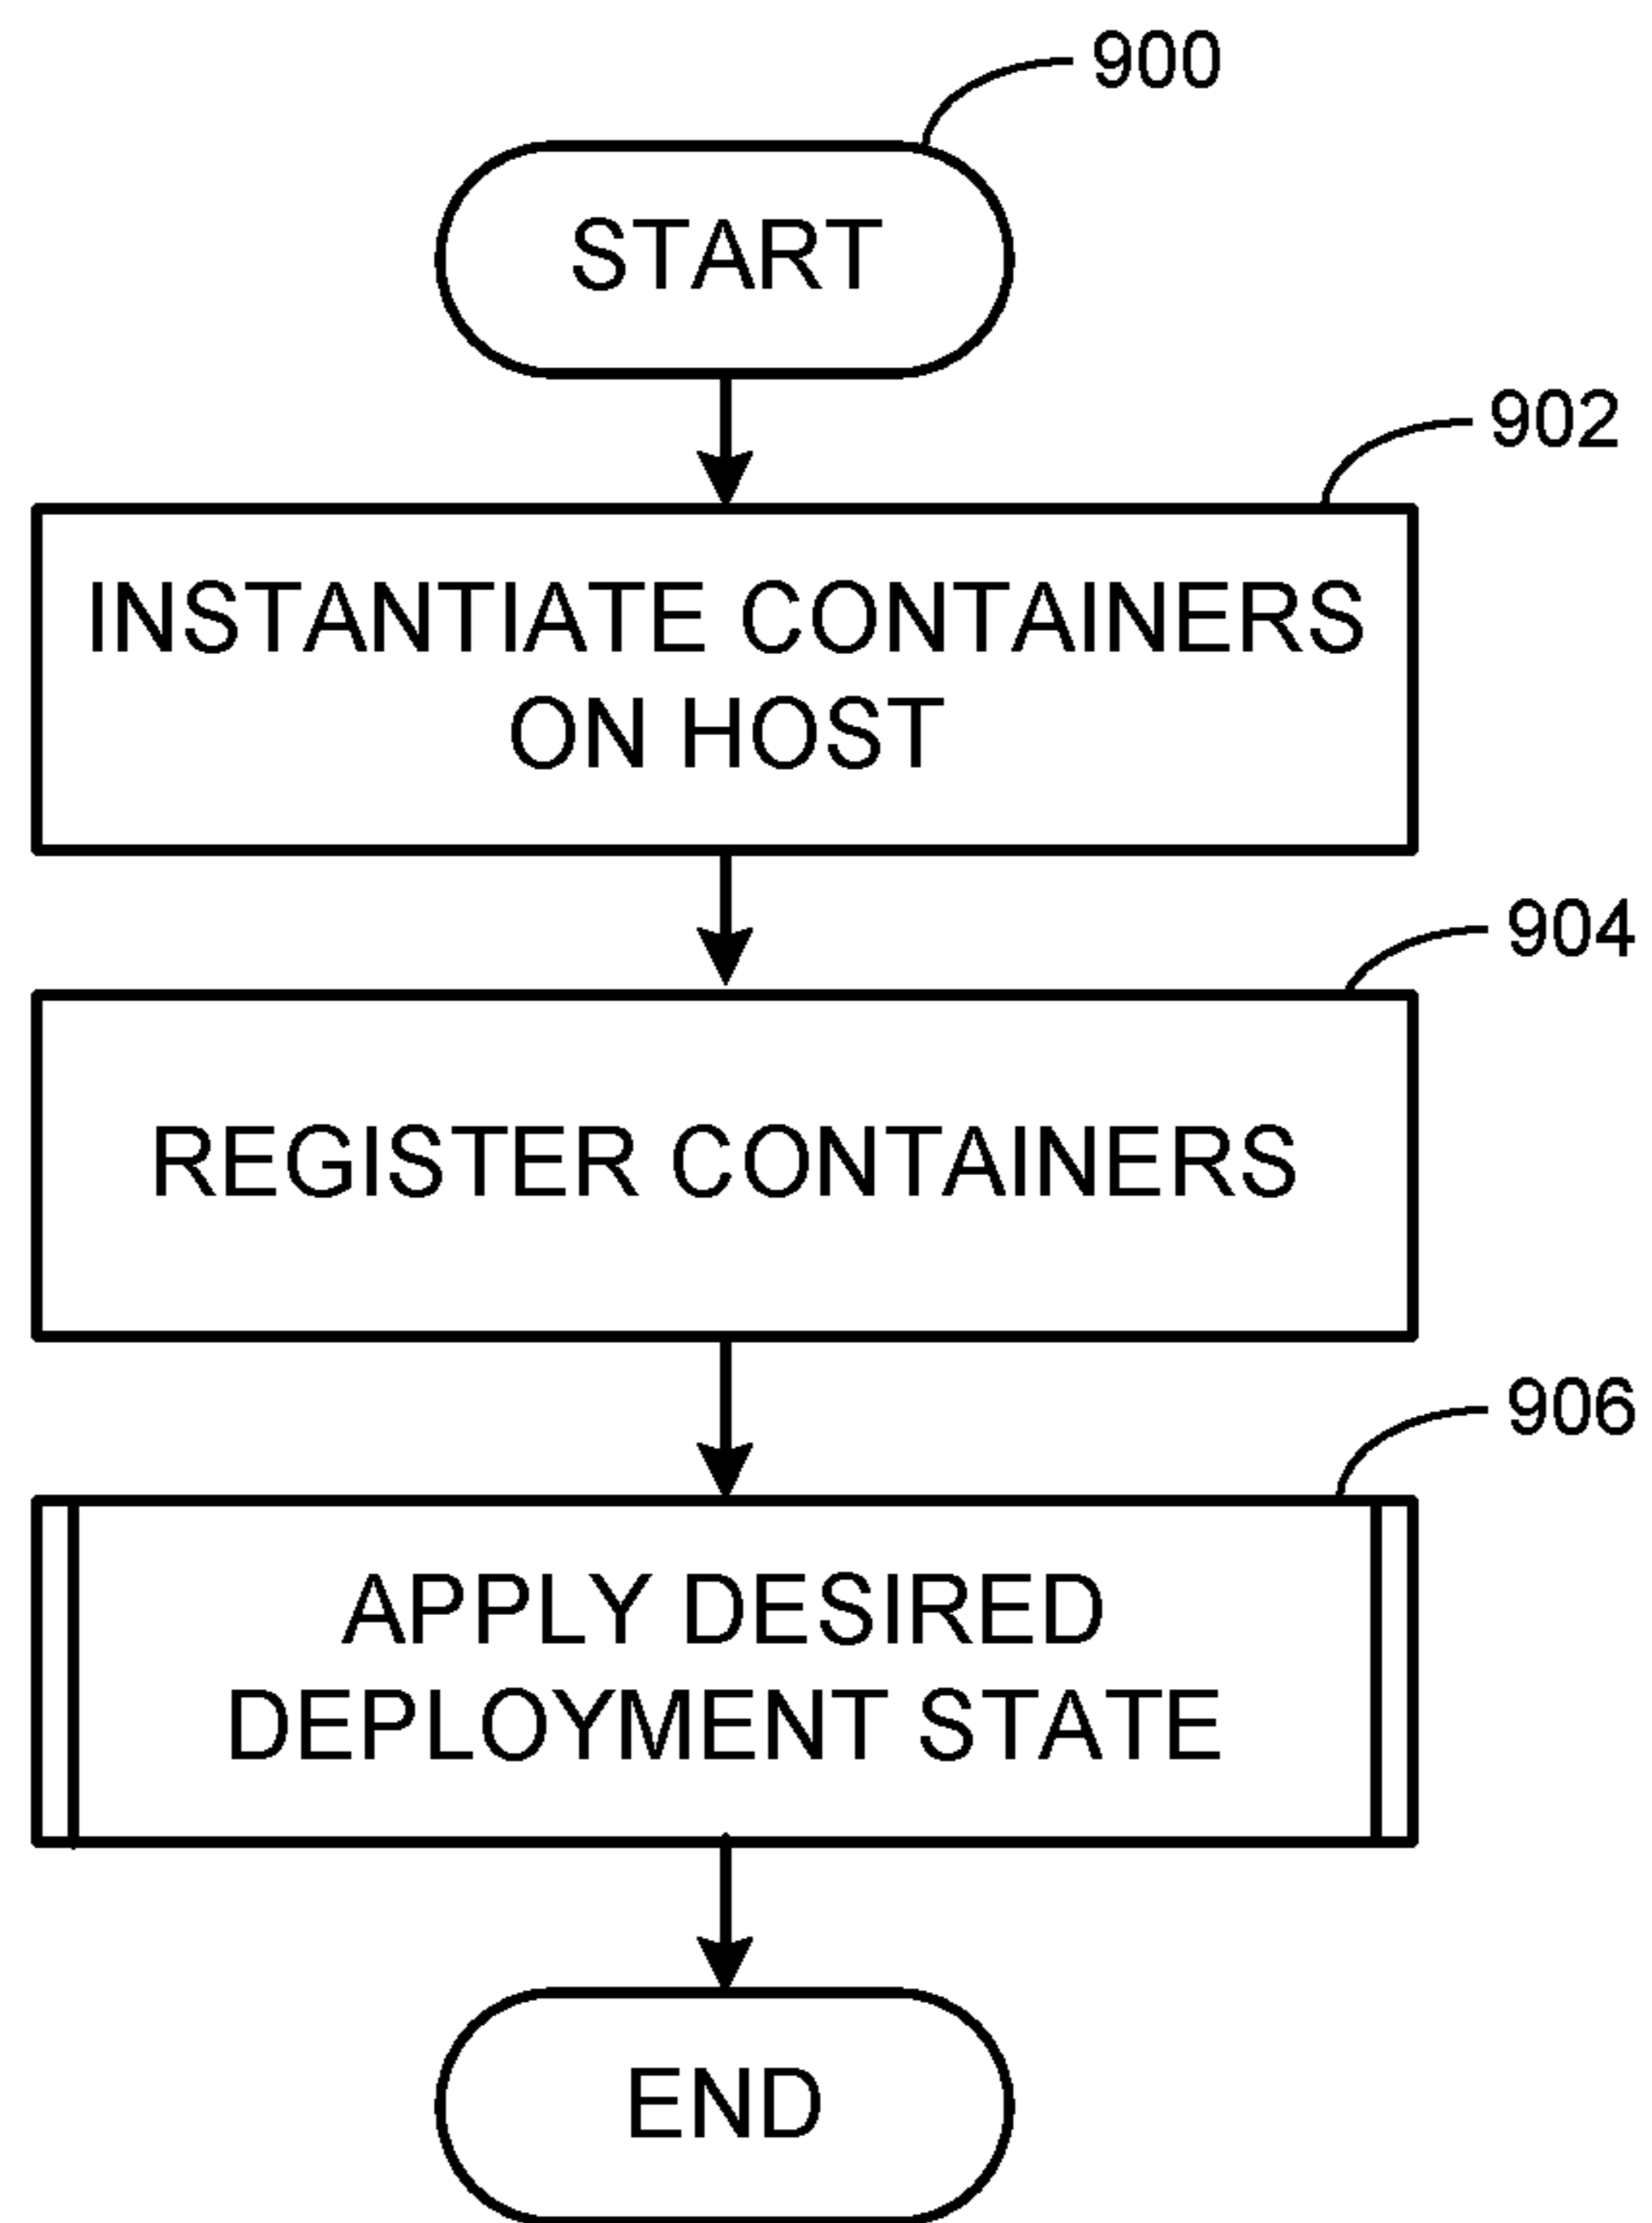 900
START
902
INSTANTIATE CONTAINERS
ON HOST
904
REGISTER CONTAINERS
906
APPLY DESIRED
DEPLOYMENT STATE
END